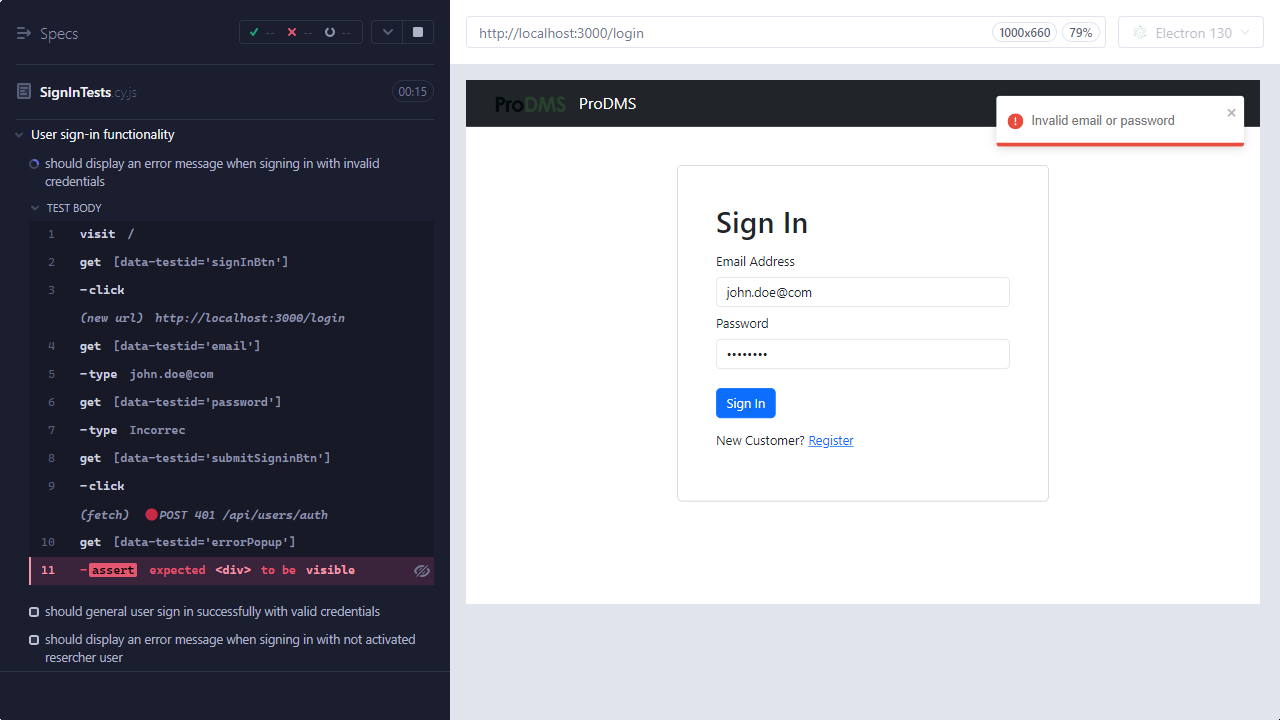 Specs
-- -- --
SignInTests.cy.js 00:15
User sign-in functionality
should display an error message when signing in with invalid
credentials
TEST BODY
1 visit /
2 get [data-testid='signInBtn']
3 -click
(new url) http://localhost:3000/login
4 get [data-testid='email']
5 -type john.doe@com
6 get [data-testid='password']
7 -type Incorrec
8 get [data-testid='submitSigninBtn']
9 -click
(fetch) POST 401 /api/users/auth
10 get [data-testid='errorPopup']
11 -assert expected <div> to be visible
should general user sign in successfully with valid credentials
should display an error message when signing in with not activated
resercher user
http://localhost:3000/login 1000x660 79% Electron 130
ProDMS ProDMS
Invalid email or password
Sign In
Email Address
john.doe@com
Password
••••••••
Sign In
New Customer? Register